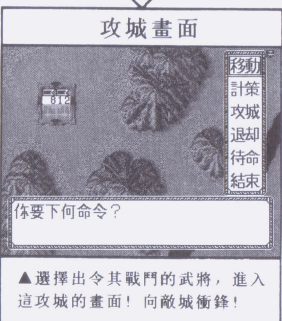 攻城畫面
812
移動
計策
攻城
退却
待命
結束
你要下何命令？
▲選擇出令其戰鬥的武將，進入
這攻城的畫面！向敵城衝鋒！